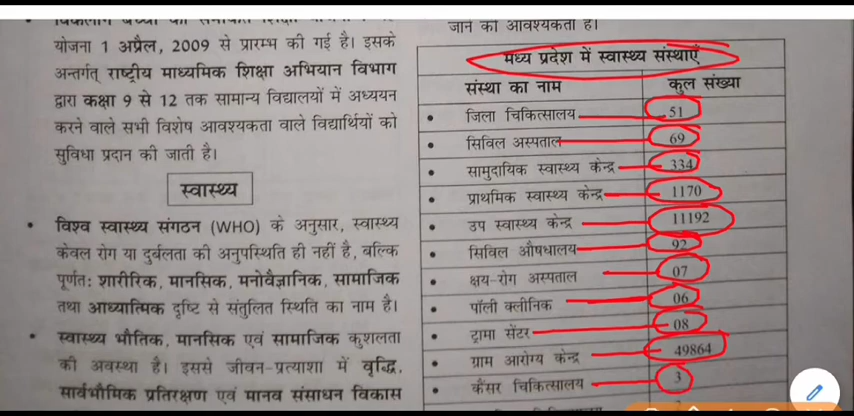 विकलांग बच्चों की समावेशित शिक्षा
योजना 1 अप्रैल, 2009 से प्रारम्भ की गई है। इसके
अन्तर्गत् राष्ट्रीय माध्यमिक शिक्षा अभियान विभाग
द्वारा कक्षा 9 से 12 तक सामान्य विद्यालयों में अध्ययन
करने वाले सभी विशेष आवश्यकता वाले विद्यार्थियों को
सुविधा प्रदान की जाती है।
स्वास्थ्य
• विश्व स्वास्थ्य संगठन (WHO) के अनुसार, स्वास्थ्य
केवल रोग या दुर्बलता की अनुपस्थिति ही नहीं है, बल्कि
पूर्णतः शारीरिक, मानसिक, मनोवैज्ञानिक, सामाजिक
तथा आध्यात्मिक दृष्टि से संतुलित स्थिति का नाम है।
• स्वास्थ्य भौतिक, मानसिक एवं सामाजिक कुशलता
की अवस्था है। इससे जीवन-प्रत्याशा में वृद्धि,
सार्वभौमिक प्रतिरक्षण एवं मानव संसाधन विकास
जाने की आवश्यकता है।
मध्य प्रदेश में स्वास्थ्य संस्थाएँ
संस्था का नाम कुल संख्या
• जिला चिकित्सालय 51
• सिविल अस्पताल 69
• सामुदायिक स्वास्थ्य केन्द्र 334
• प्राथमिक स्वास्थ्य केन्द्र 1170
• उप स्वास्थ्य केन्द्र 11192
• सिविल औषधालय 92
• क्षय-रोग अस्पताल 07
• पॉली क्लीनिक 06
• ट्रामा सेंटर 08
• ग्राम आरोग्य केन्द्र 49864
• कैंसर चिकित्सालय 3